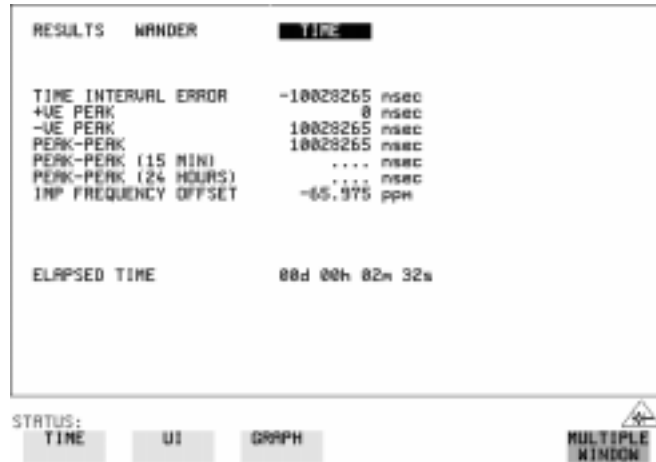 RESULTS WANDER TIME
TIME INTERVAL ERROR -10028265 nsec
+VE PEAK 0 nsec
-VE PEAK 10028265 nsec
PEAK-PEAK 10028265 nsec
PEAK-PEAK (15 MIN) .... nsec
PEAK-PEAK (24 HOURS) .... nsec
IMP FREQUENCY OFFSET -65.975 ppm
ELAPSED TIME 00d 00h 02m 32s
STATUS:
TIME UI GRAPH MULTIPLE WINDOW